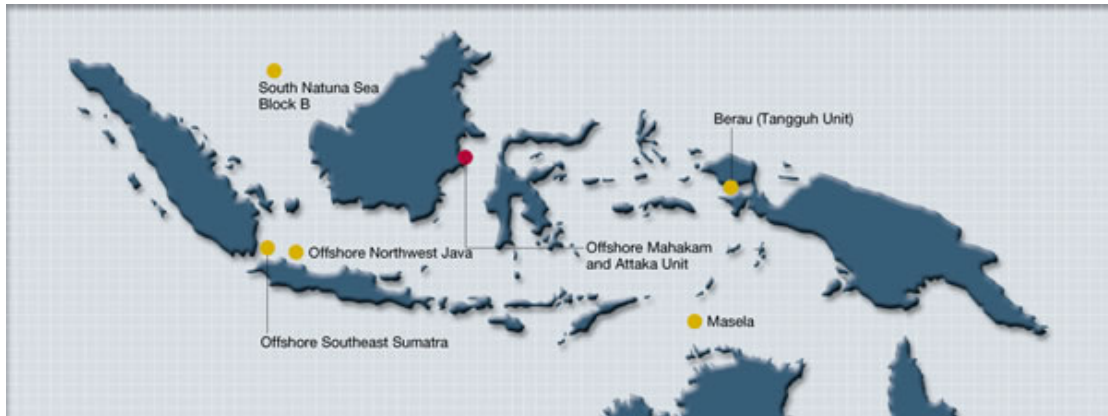 South Natuna Sea
Block B
Berau (Tangguh Unit)
Offshore Northwest Java
Offshore Mahakam
and Attaka Unit
Masela
Offshore Southeast Sumatra